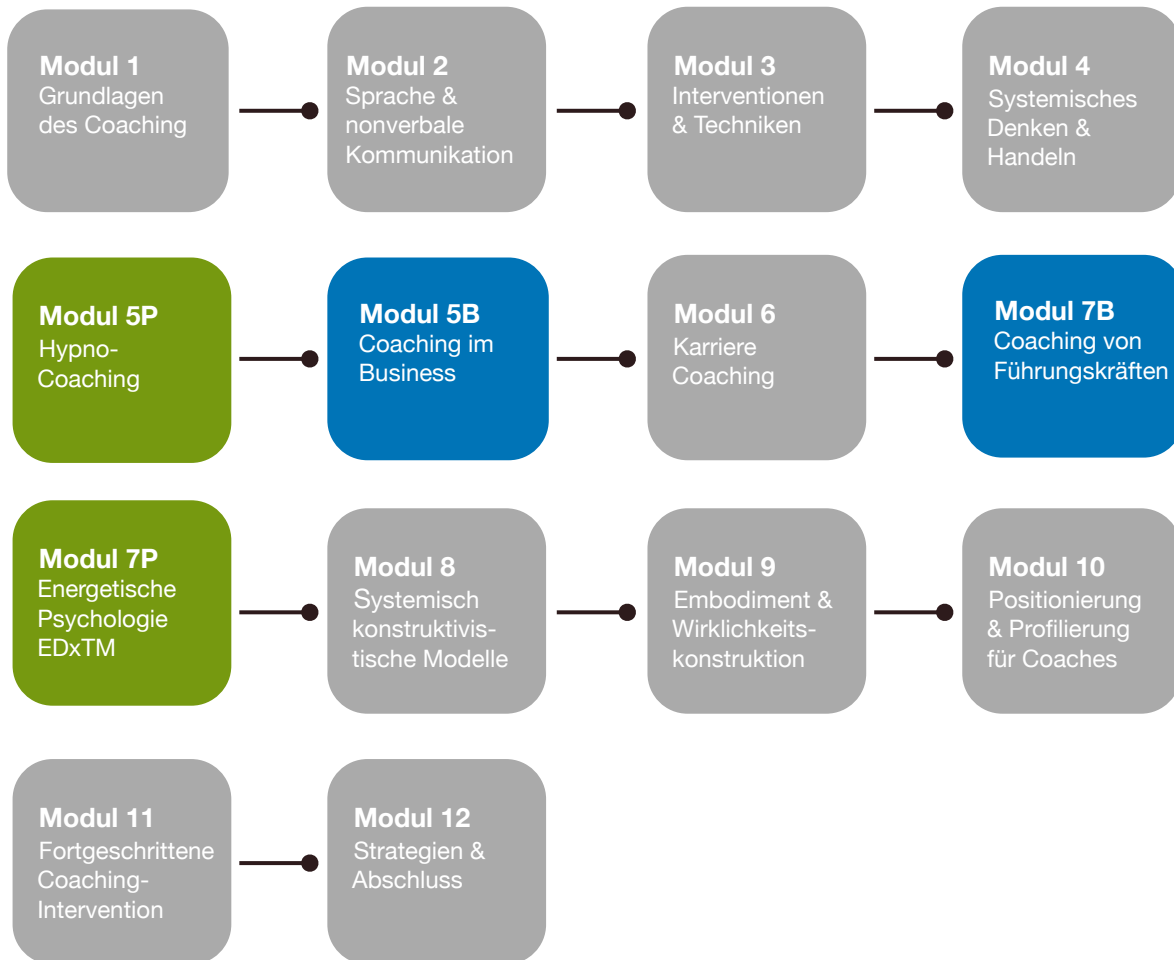 Modul 1
Grundlagen
des Coaching
Modul 2
Sprache &
nonverbale
Kommunikation
Modul 3
Interventionen
& Techniken
Modul 4
Systemisches
Denken &
Handeln
Modul 5P
Hypno-
Coaching
Modul 5B
Coaching im
Business
Modul 6
Karriere
Coaching
Modul 7B
Coaching von
Führungskräften
Modul 7P
Energetische
Psychologie
EDxTM
Modul 8
Systemisch
konstruktivis-
tische Modelle
Modul 9
Embodiment &
Wirklichkeits-
konstruktion
Modul 10
Positionierung
& Profilierung
für Coaches
Modul 11
Fortgeschrittene
Coaching-
Intervention
Modul 12
Strategien &
Abschluss